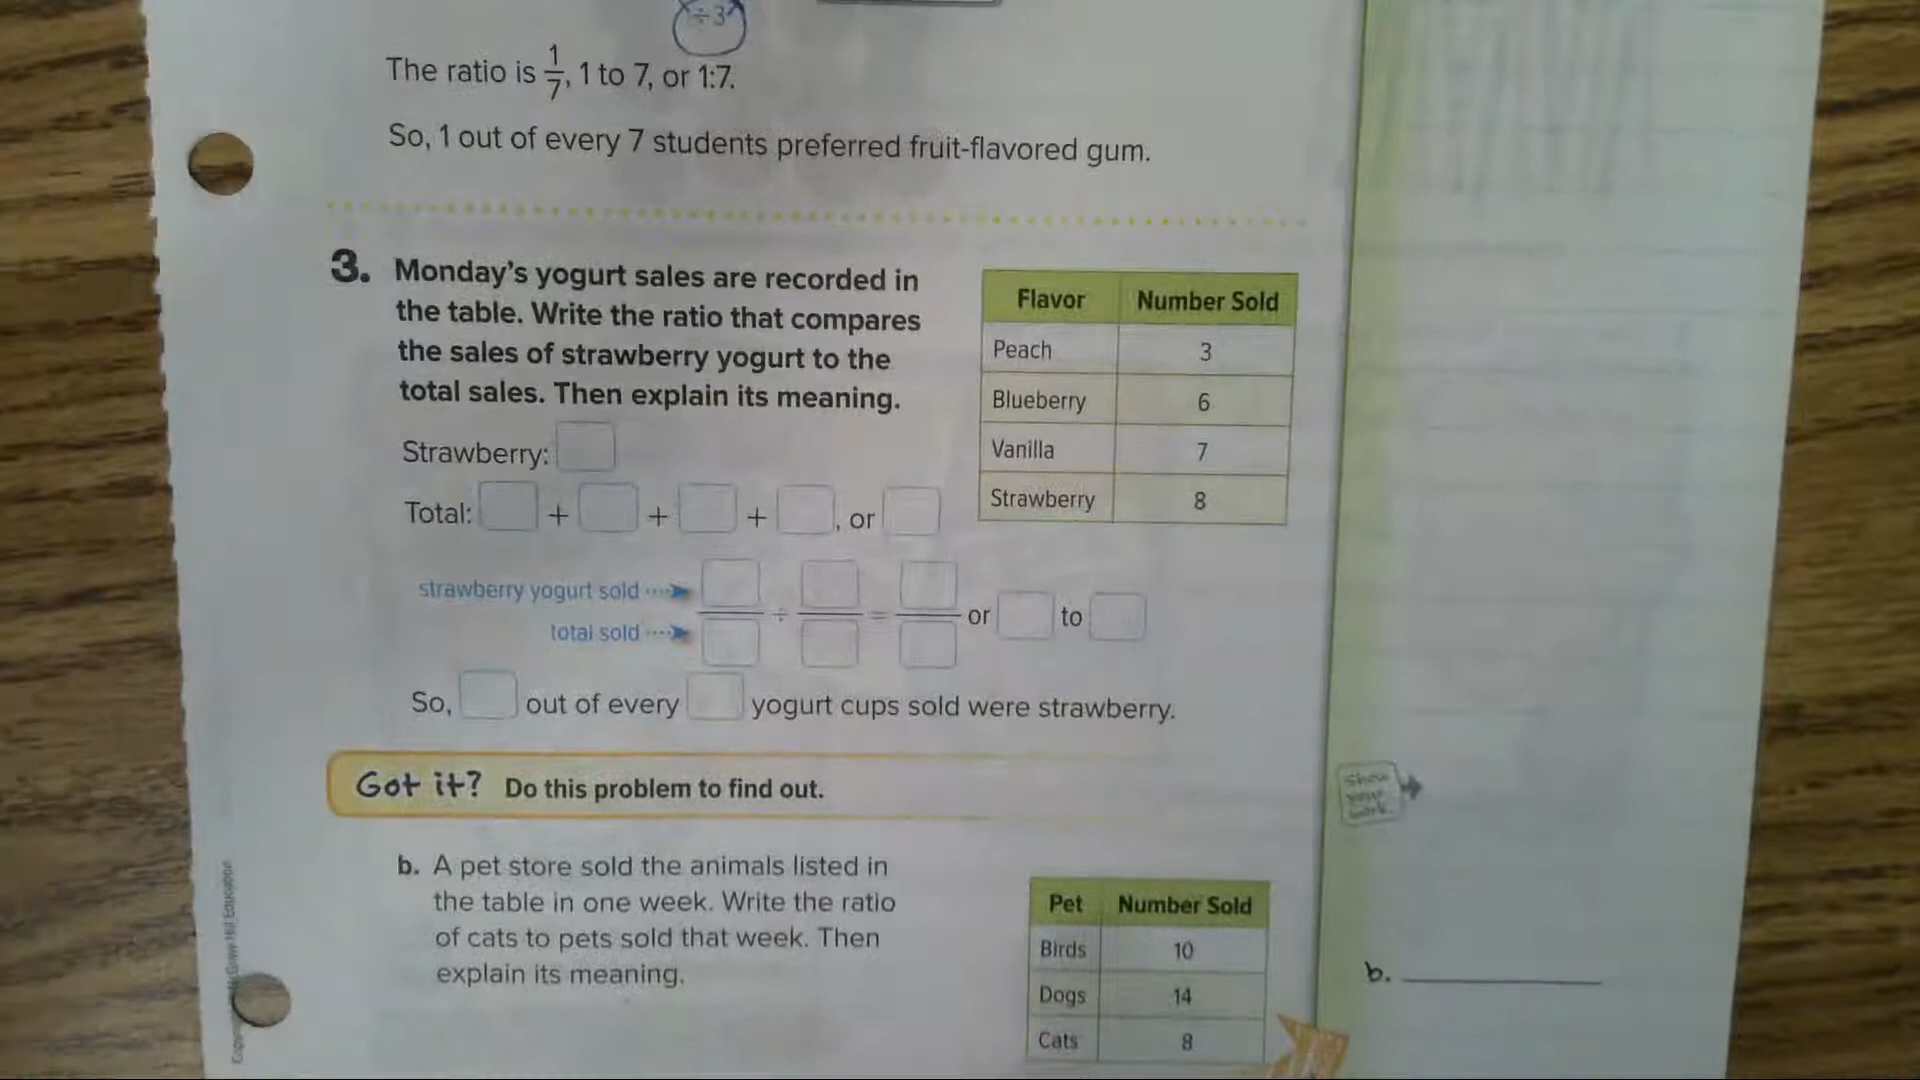 ÷3
The ratio is 1/7, 1 to 7, or 1:7.
So, 1 out of every 7 students preferred fruit-flavored gum.
3. Monday's yogurt sales are recorded in
the table. Write the ratio that compares
the sales of strawberry yogurt to the
total sales. Then explain its meaning.
Flavor Number Sold
Peach 3
Blueberry 6
Vanilla 7
Strawberry 8
Strawberry:
Total: + + + , or
strawberry yogurt sold
total sold
÷ = or to
So, out of every yogurt cups sold were strawberry.
Got it? Do this problem to find out.
show
your
work.
b. A pet store sold the animals listed in
the table in one week. Write the ratio
of cats to pets sold that week. Then
explain its meaning.
Pet Number Sold
Birds 10
Dogs 14
Cats 8
b.
McGraw-Hill Education